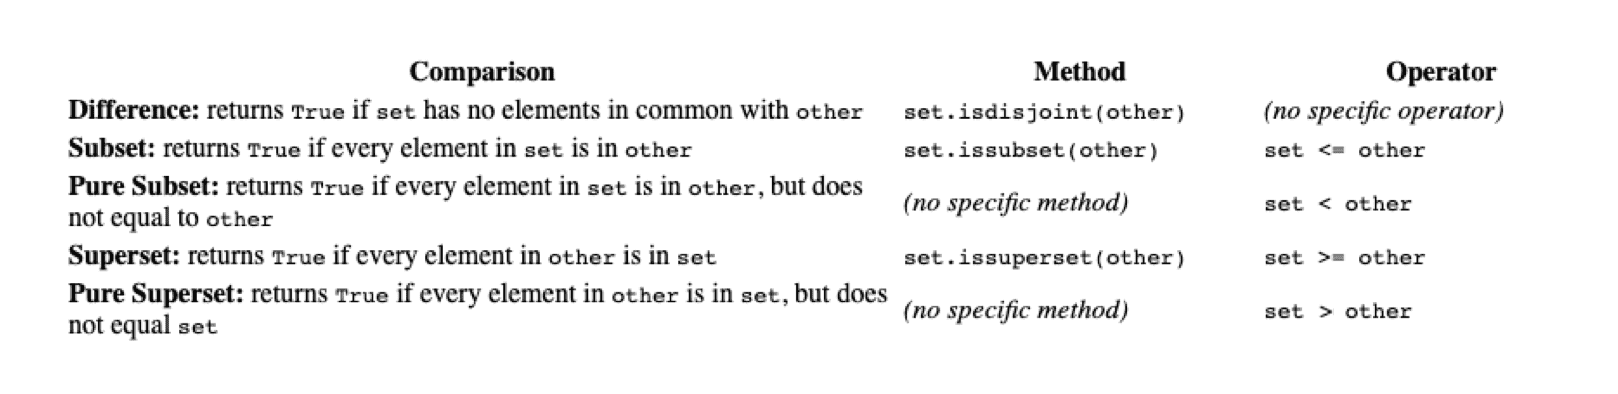 Comparison Method Operator
Difference: returns True if set has no elements in common with other set.isdisjoint(other) (no specific operator)
Subset: returns True if every element in set is in other set.issubset(other) set <= other
Pure Subset: returns True if every element in set is in other, but does
not equal to other (no specific method) set < other
Superset: returns True if every element in other is in set set.issuperset(other) set >= other
Pure Superset: returns True if every element in other is in set, but does
not equal set (no specific method) set > other